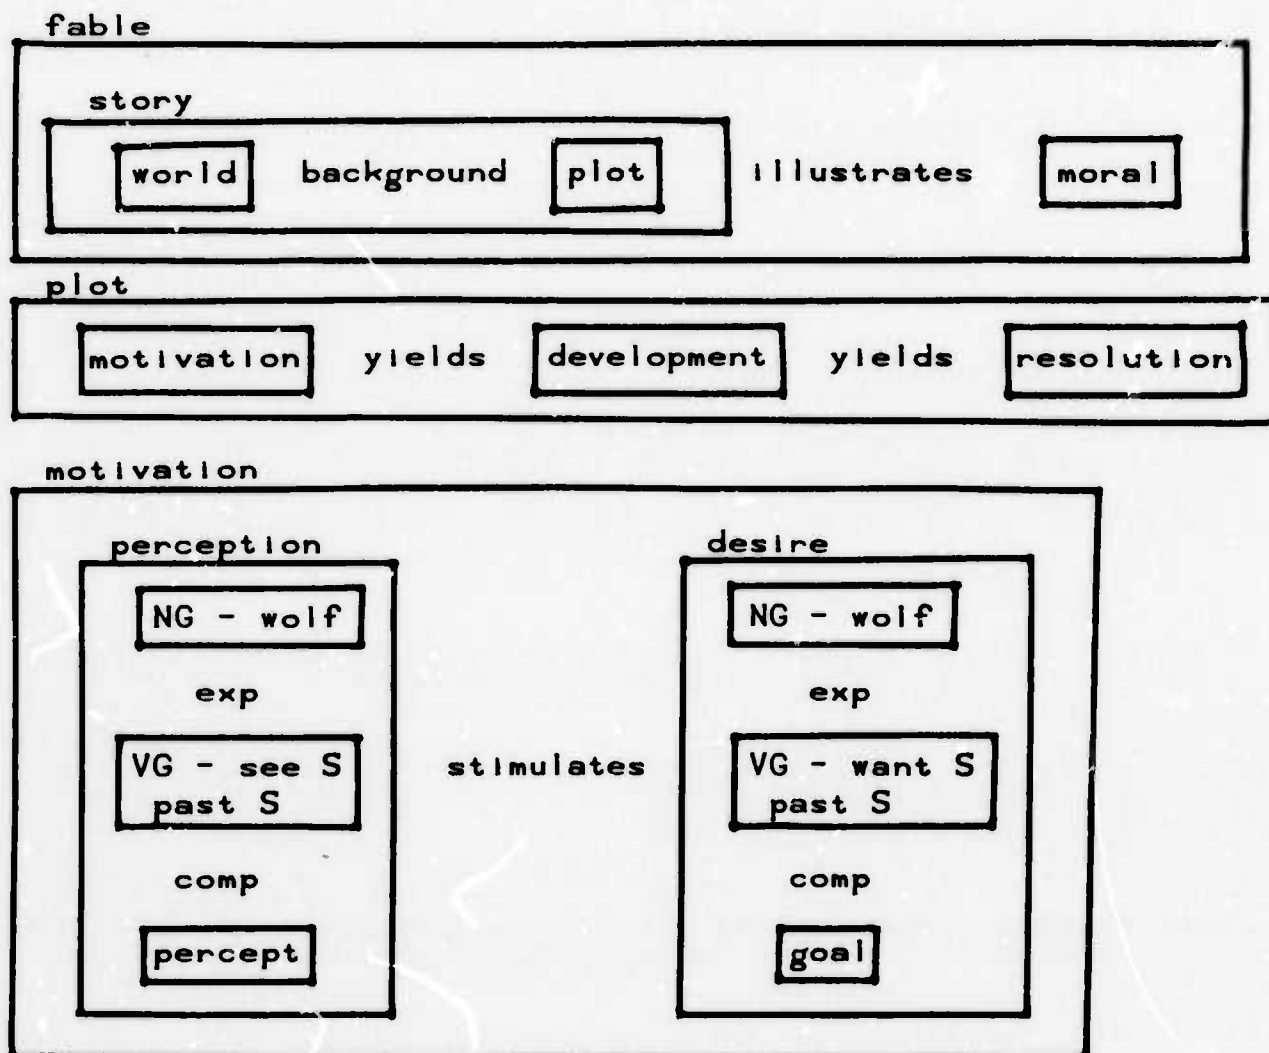 fable
story
world background plot illustrates moral
plot
motivation yields development yields resolution
motivation
perception desire
NG - wolf NG - wolf
exp exp
VG - see S stimulates VG - want S
past S past S
comp comp
percept goal